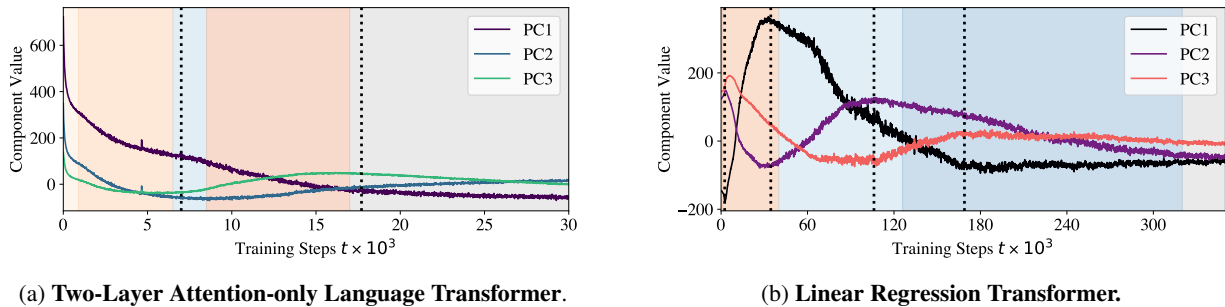 Component Value
600
400
200
0
PC1
PC2
PC3
0
5
10
15
20
25
30
Training Steps t × 10³
(a) Two-Layer Attention-only Language Transformer.
Component Value
200
0
−200
PC1
PC2
PC3
0
60
120
180
240
300
Training Steps t × 10³
(b) Linear Regression Transformer.